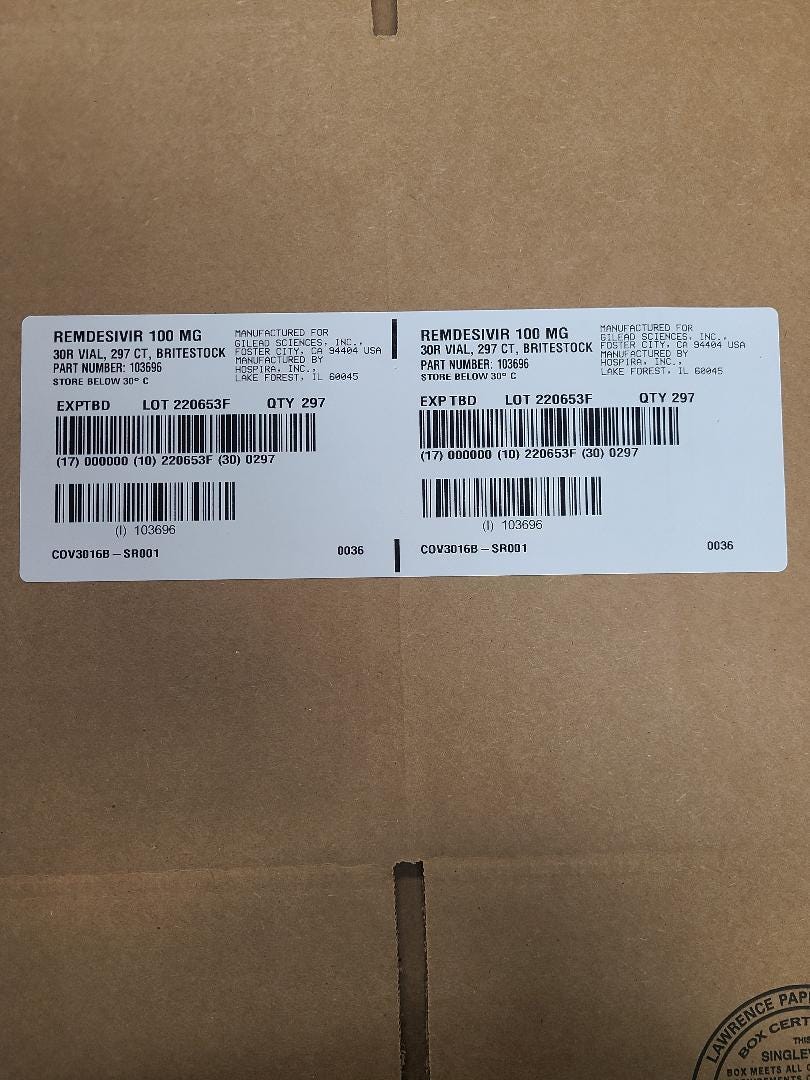 REMDESIVIR 100 MG
30R VIAL, 297 CT, BRITESTOCK
PART NUMBER: 103696
STORE BELOW 30° C
MANUFACTURED FOR
GILEAD SCIENCES, INC.,
FOSTER CITY, CA 94404 USA
MANUFACTURED BY
HOSPIRA, INC.,
LAKE FOREST, IL 60045
EXPTBD LOT 220653F QTY 297
(17) 000000 (10) 220653F (30) 0297
(I) 103696
COV3016B – SR001 0036
REMDESIVIR 100 MG
30R VIAL, 297 CT, BRITESTOCK
PART NUMBER: 103696
STORE BELOW 30° C
MANUFACTURED FOR
GILEAD SCIENCES, INC.,
FOSTER CITY, CA 94404 USA
MANUFACTURED BY
HOSPIRA, INC.,
LAKE FOREST, IL 60045
EXP TBD LOT 220653F QTY 297
(17) 000000 (10) 220653F (30) 0297
(I) 103696
COV3016B – SR001 0036
LAWRENCE PAP
BOX CERT
THIS
SINGLE
BOX MEETS ALL